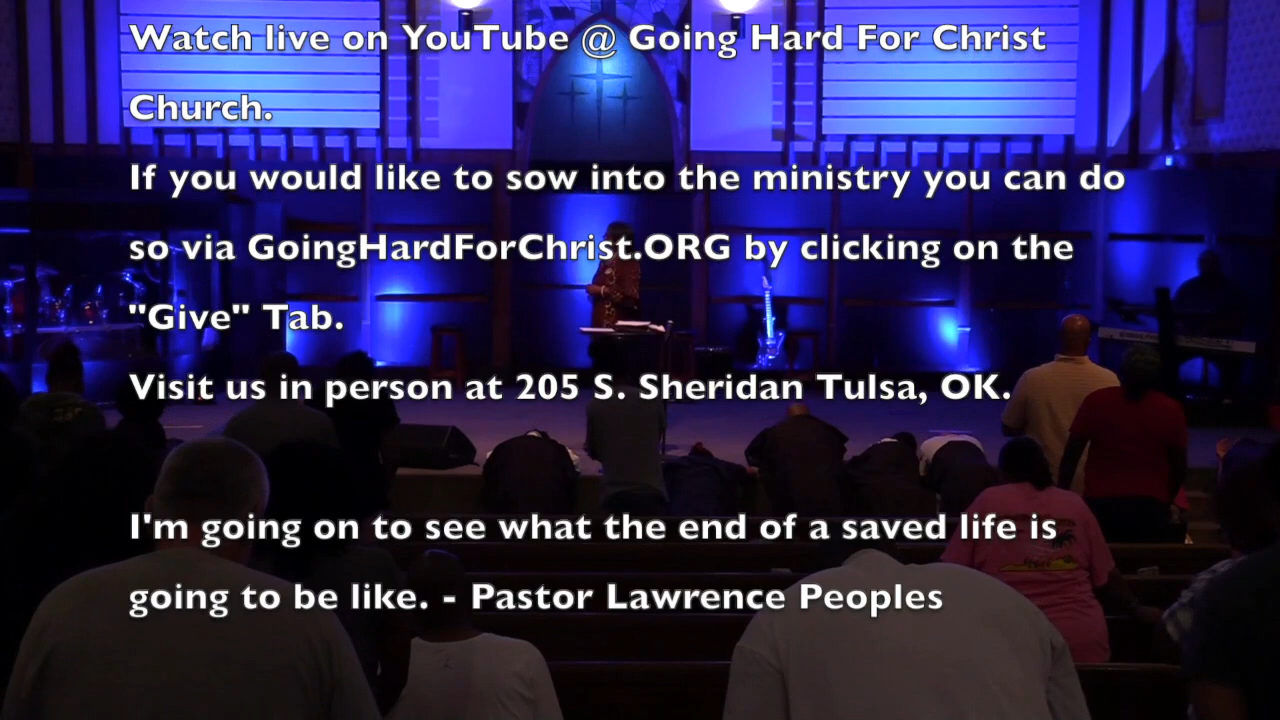 Watch live on YouTube @ Going Hard For Christ
Church.
If you would like to sow into the ministry you can do
so via GoingHardForChrist.ORG by clicking on the
"Give" Tab.
Visit us in person at 205 S. Sheridan Tulsa, OK.
I'm going on to see what the end of a saved life is
going to be like. - Pastor Lawrence Peoples